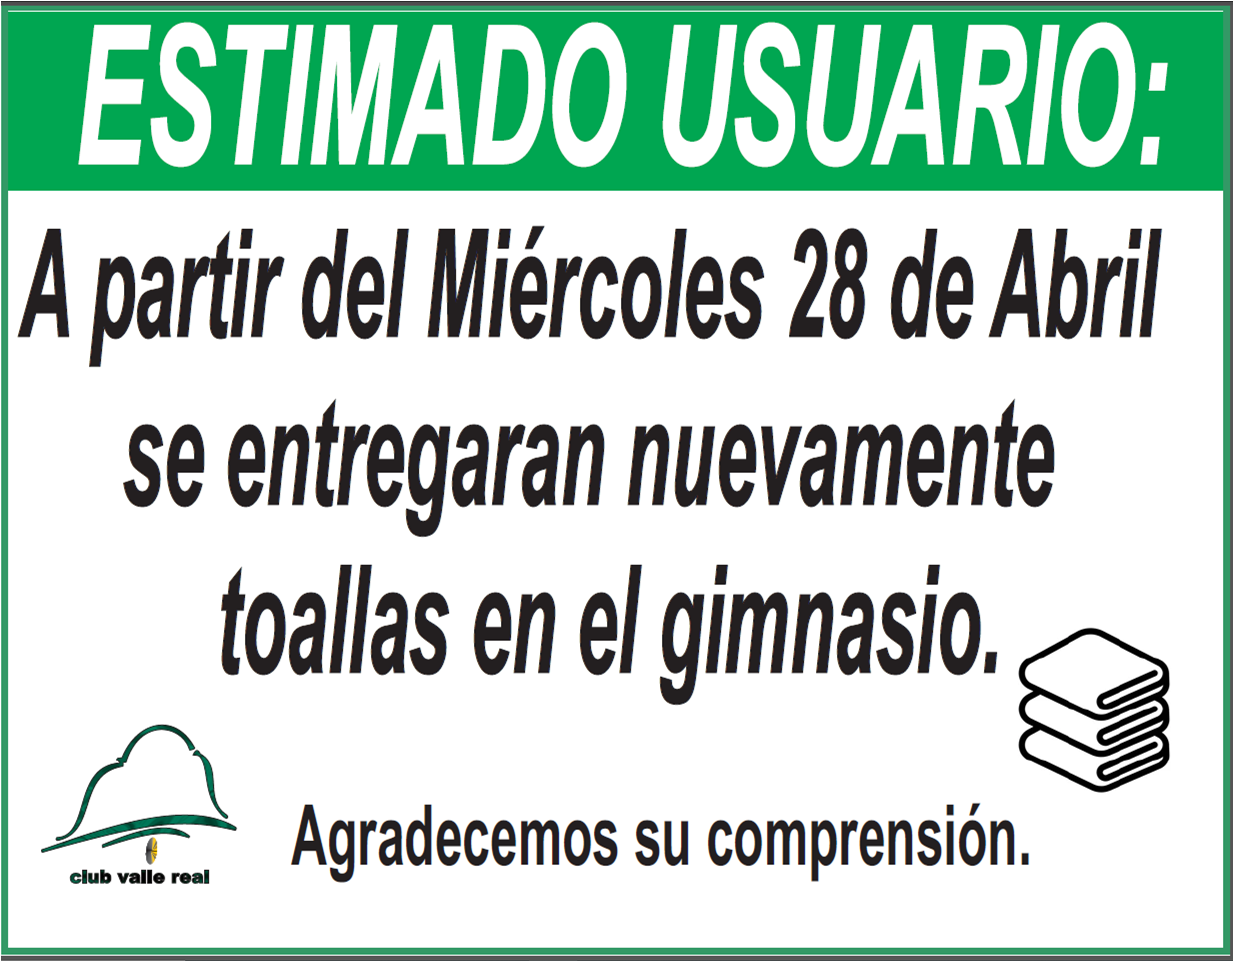 ESTIMADO USUARIO:
A partir del Miércoles 28 de Abril
se entregaran nuevamente
toallas en el gimnasio.
Agradecemos su comprensión.
club valle real